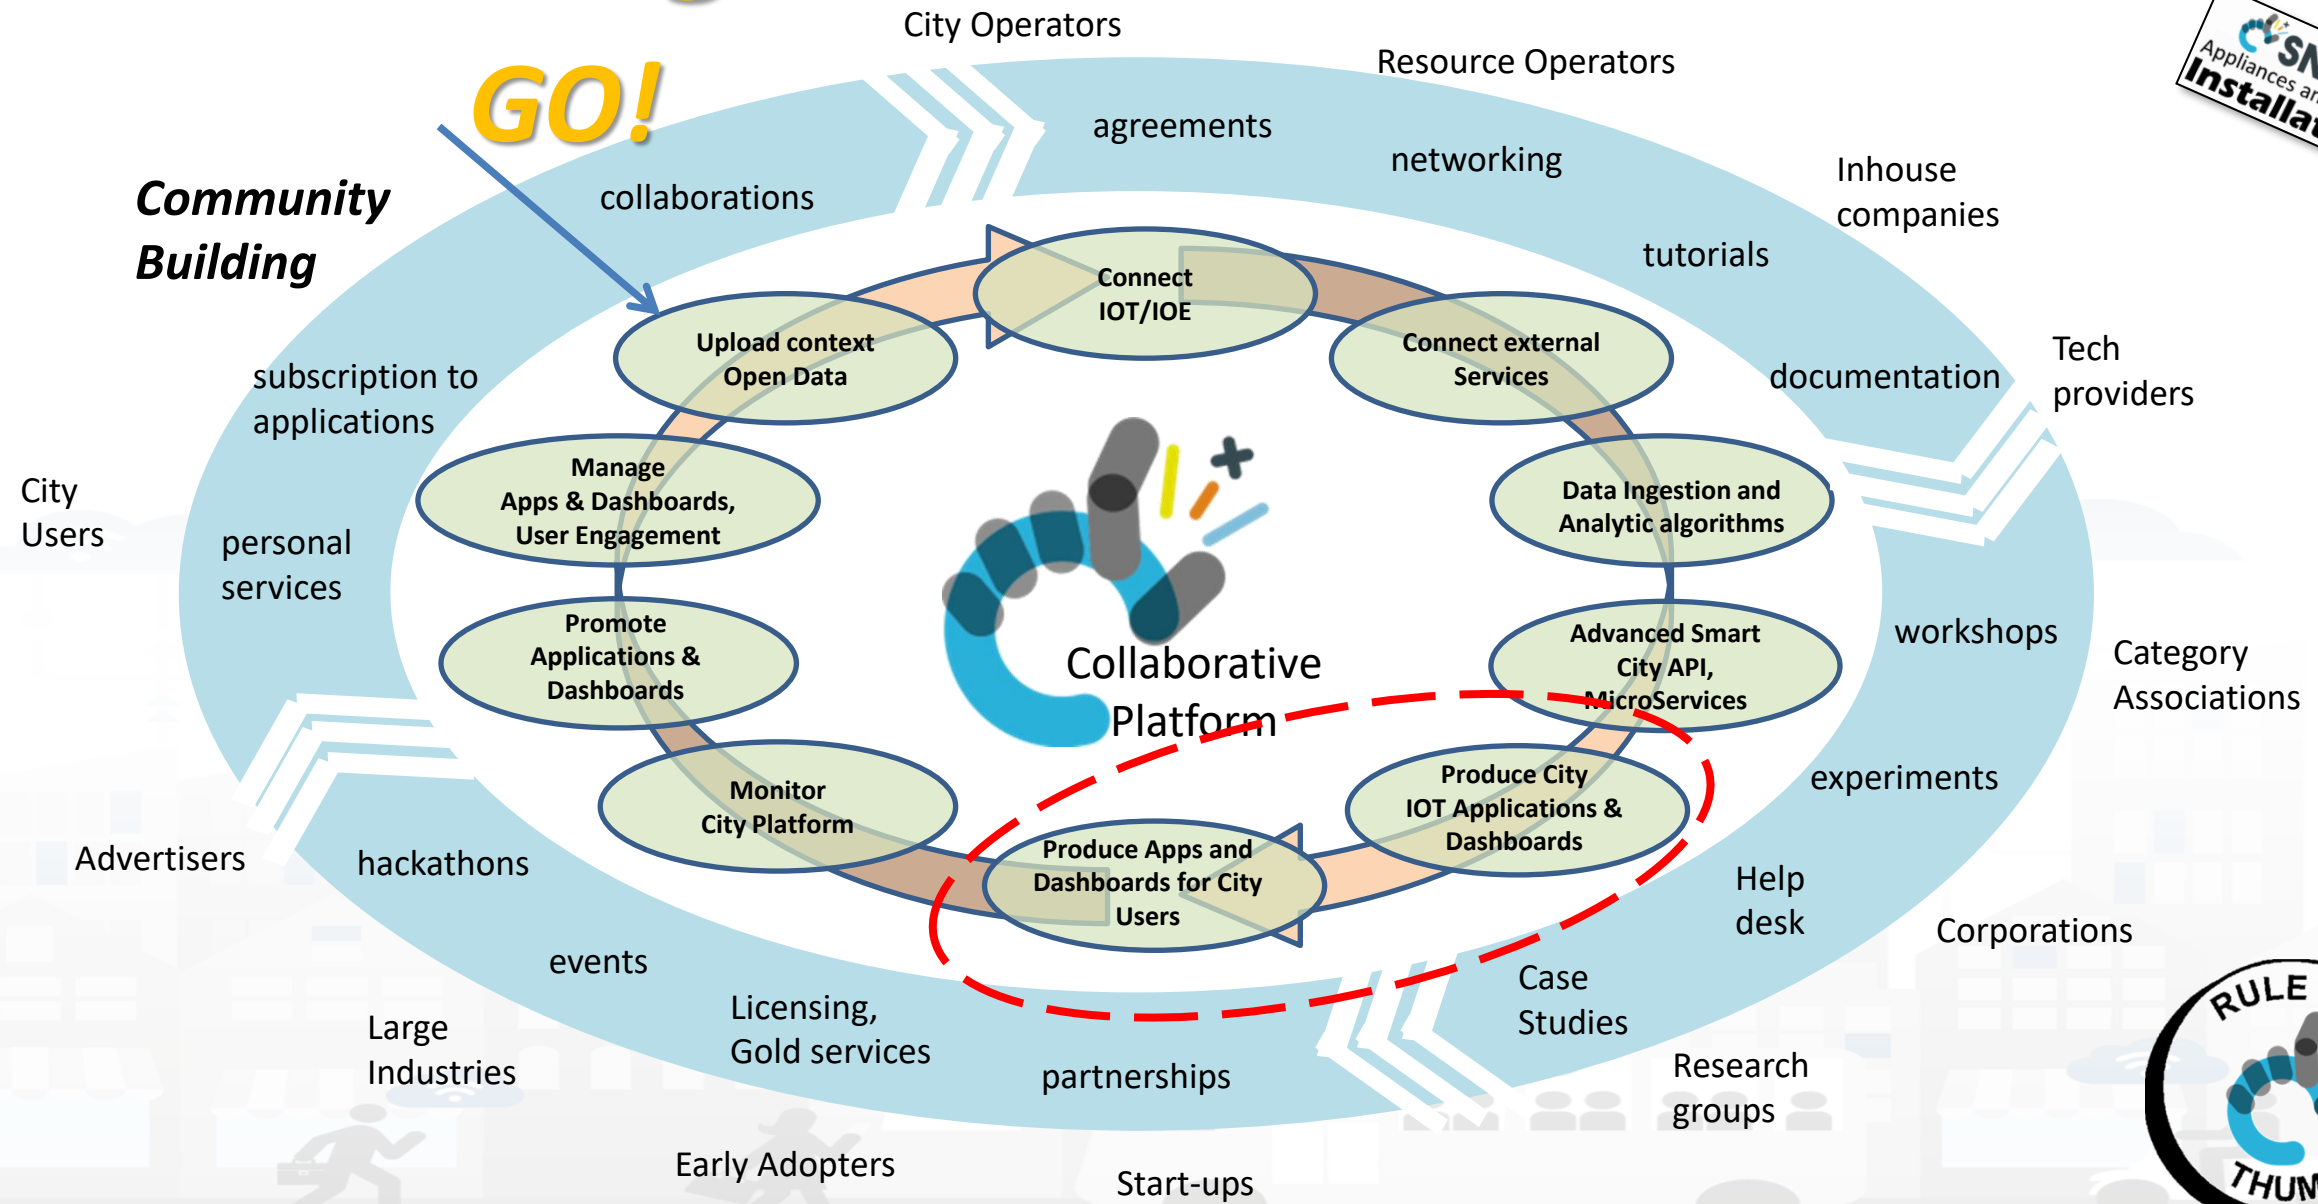 City Operators
Resource Operators
GO!
Appliances
agreements
networking
Inhouse
companies
Community
Building
collaborations
tutorials
Connect
IOT/IOE
Upload context
Open Data
Connect external
Services
Tech
providers
subscription to
applications
documentation
Manage
Apps & Dashboards,
User Engagement
Data Ingestion and
Analytic algorithms
City
Users
personal
services
Promote
Applications &
Dashboards
Collaborative
Platform
Advanced Smart
City API,
MicroServices
workshops
Category
Associations
Monitor
City Platform
Produce City
IOT Applications &
Dashboards
experiments
Produce Apps and
Dashboards for City
Users
Advertisers
hackathons
Help
desk
Corporations
events
Case
Studies
Licensing,
Gold services
Large
Industries
partnerships
Research
groups
Early Adopters
Start-ups
RULE